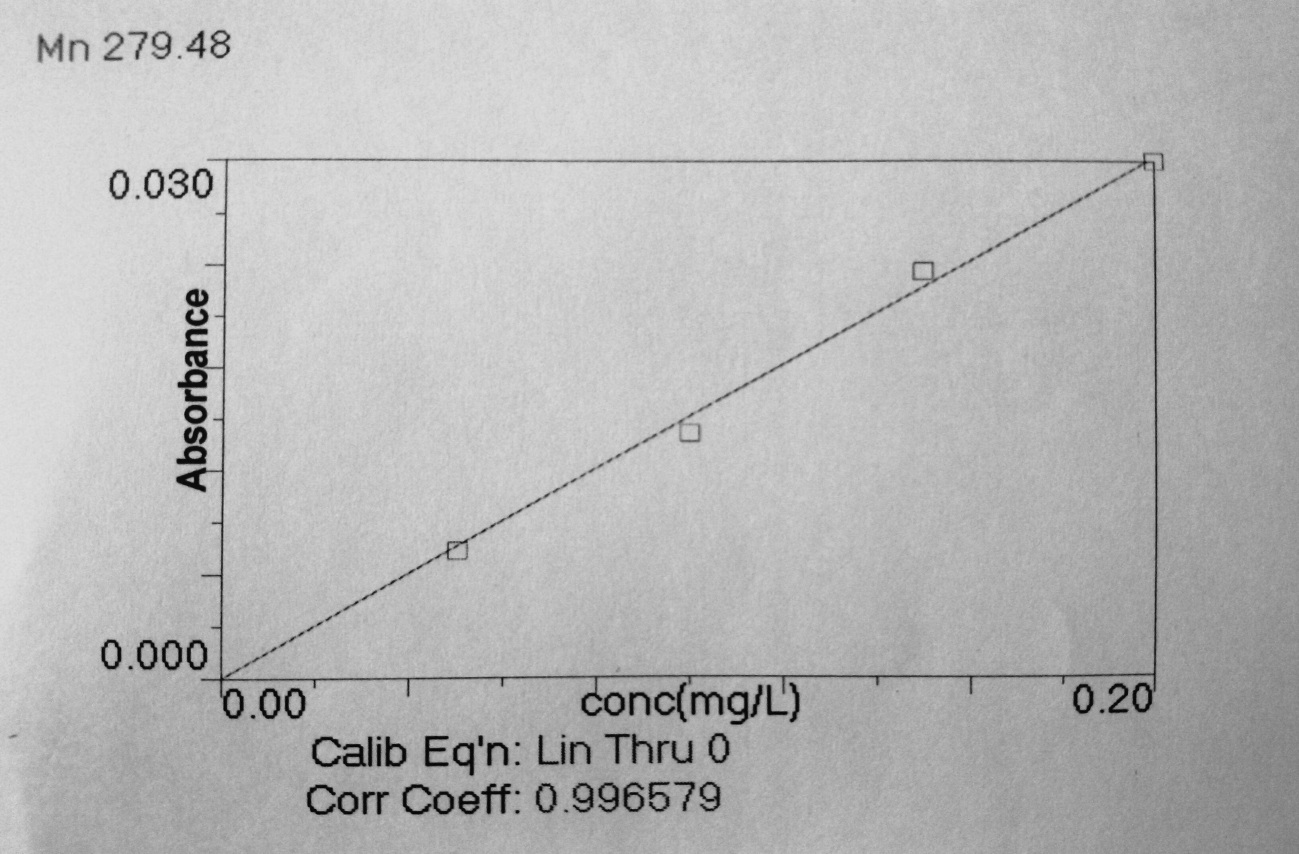 Mn 279.48
0.030
Absorbance
0.000
0.00
conc(mg/L)
0.20
Calib Eq'n: Lin Thru 0
Corr Coeff: 0.996579